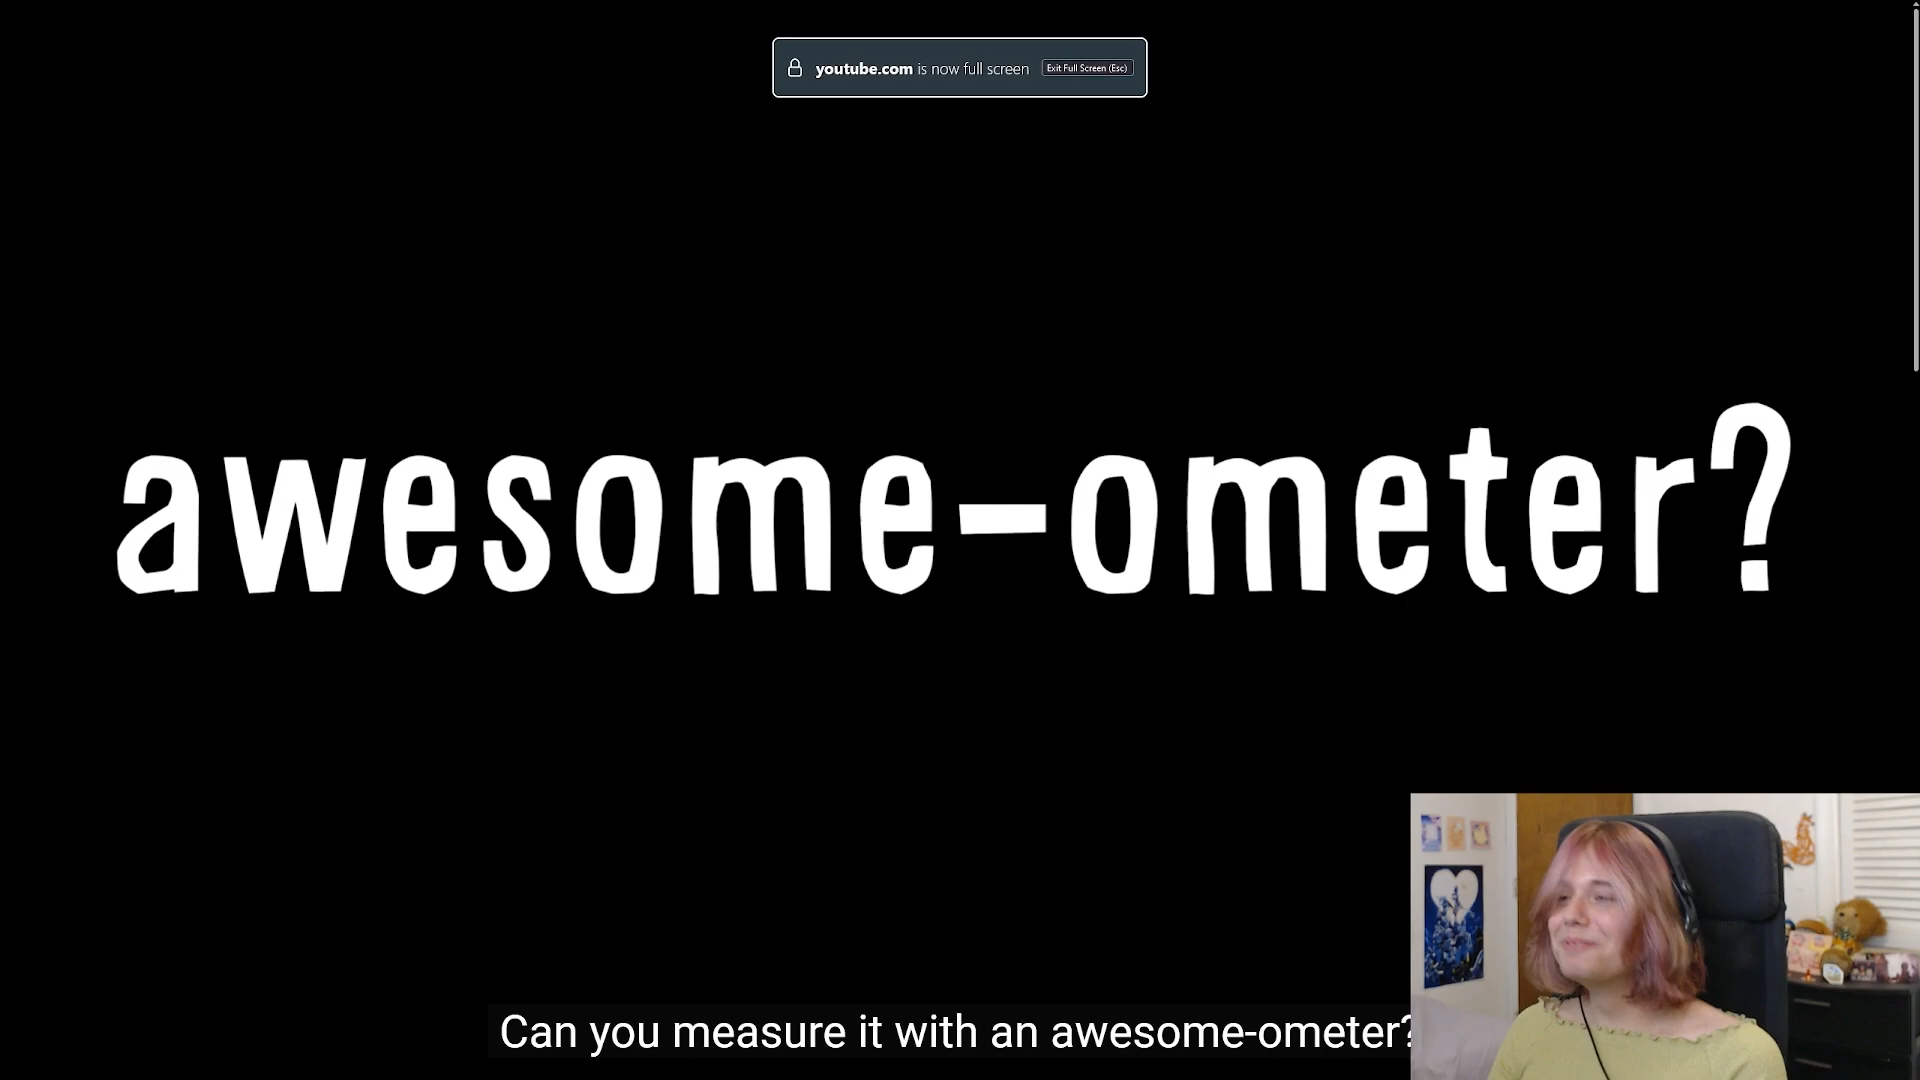 youtube.com is now full screen Exit Full Screen (Esc)
awesome-ometer?
Can you measure it with an awesome-ometer?